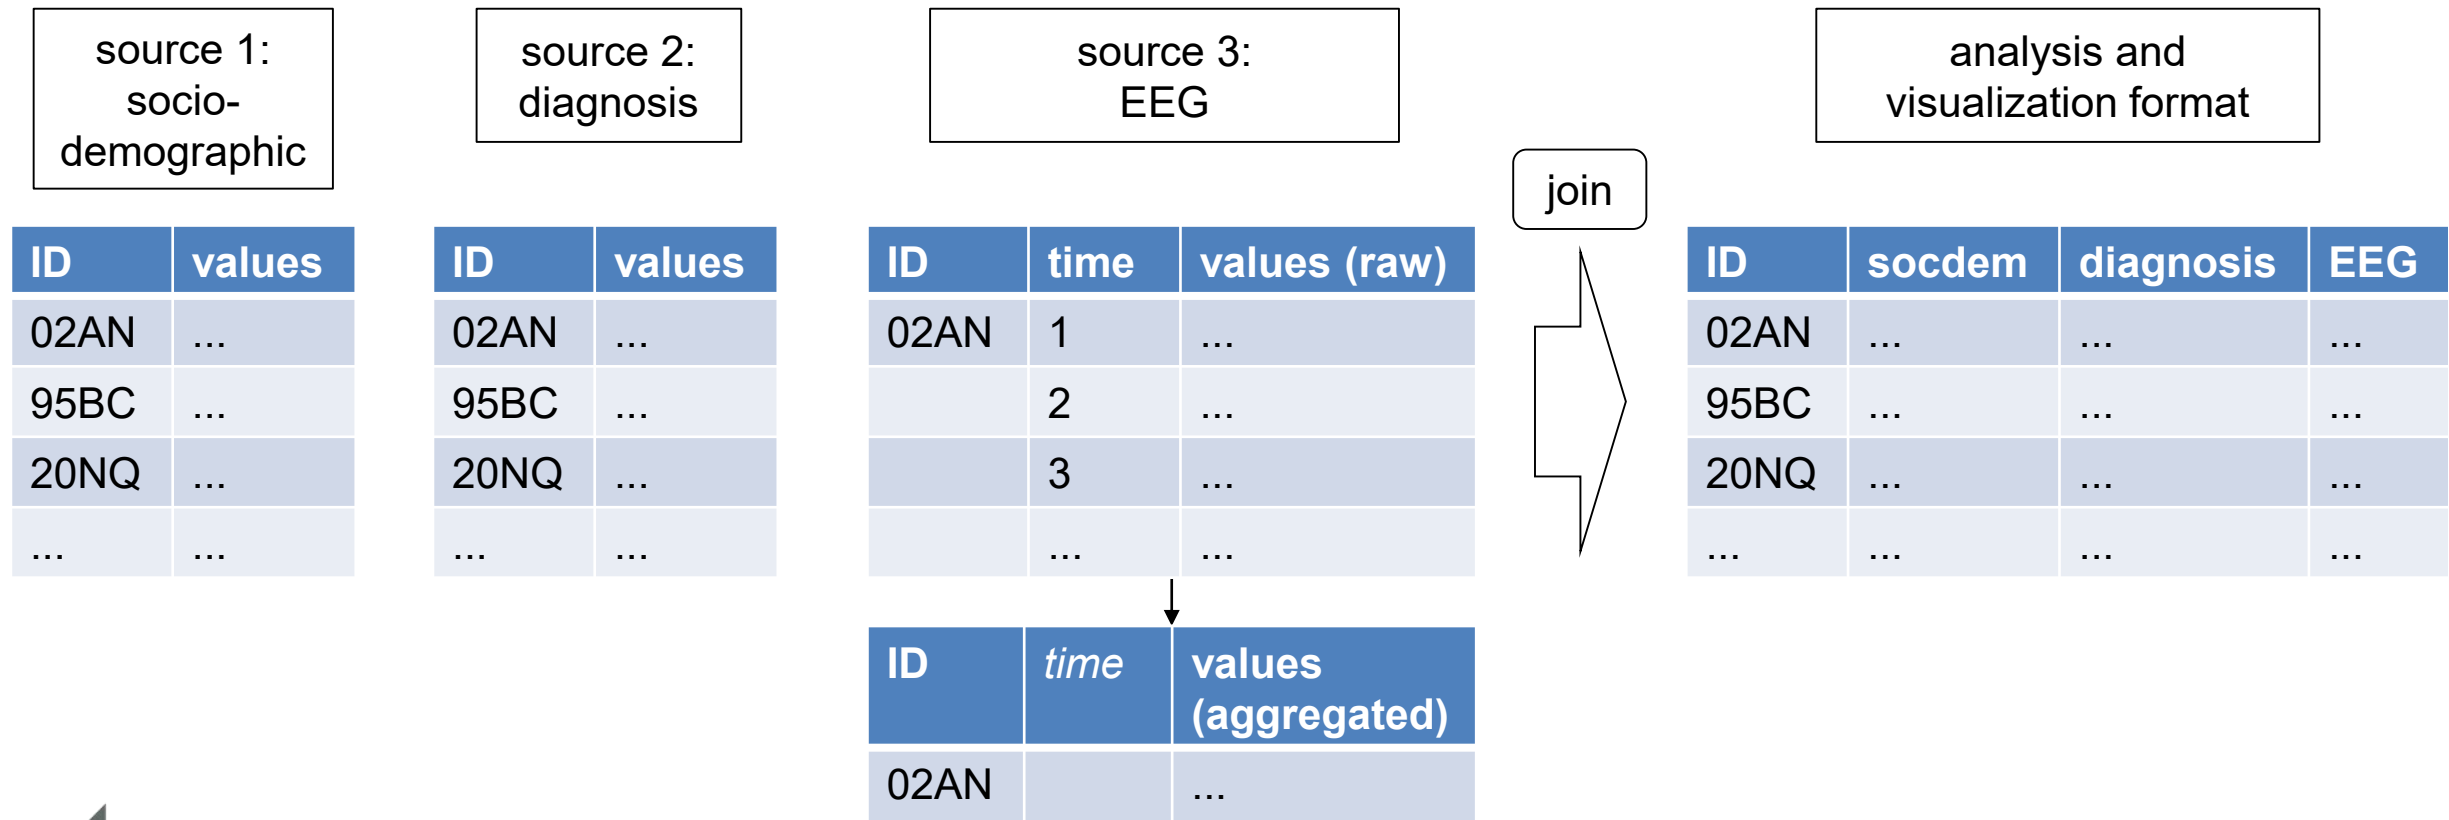 source 1:
socio-
demographic
source 2:
diagnosis
source 3:
EEG
analysis and
visualization format
join
ID values
02AN ...
95BC ...
20NQ ...
... ...
ID values
02AN ...
95BC ...
20NQ ...
... ...
ID time values (raw)
02AN 1 ...
2 ...
3 ...
... ...
ID time values
(aggregated)
02AN ...
ID socdem diagnosis EEG
02AN ... ... ...
95BC ... ... ...
20NQ ... ... ...
... ... ... ...